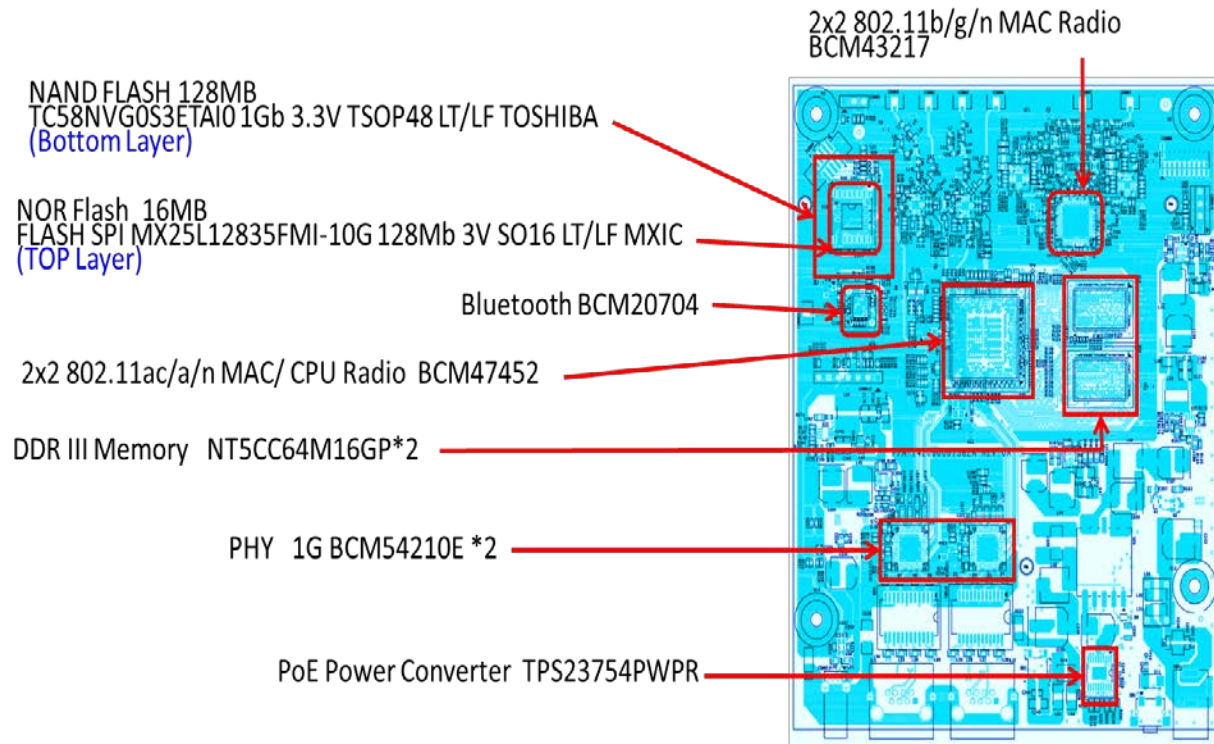 2x2 802.11b/g/n MAC Radio
BCM43217
NAND FLASH 128MB
TC58NVG0S3ETAI0 1Gb 3.3V TSOP48 LT/LF TOSHIBA
(Bottom Layer)
NOR Flash 16MB
FLASH SPI MX25L12835FMI-10G 128Mb 3V SO16 LT/LF MXIC
(TOP Layer)
Bluetooth BCM20704
2x2 802.11ac/a/n MAC/ CPU Radio BCM47452
DDR III Memory NT5CC64M16GP*2
PHY 1G BCM54210E *2
PoE Power Converter TPS23754PWPR